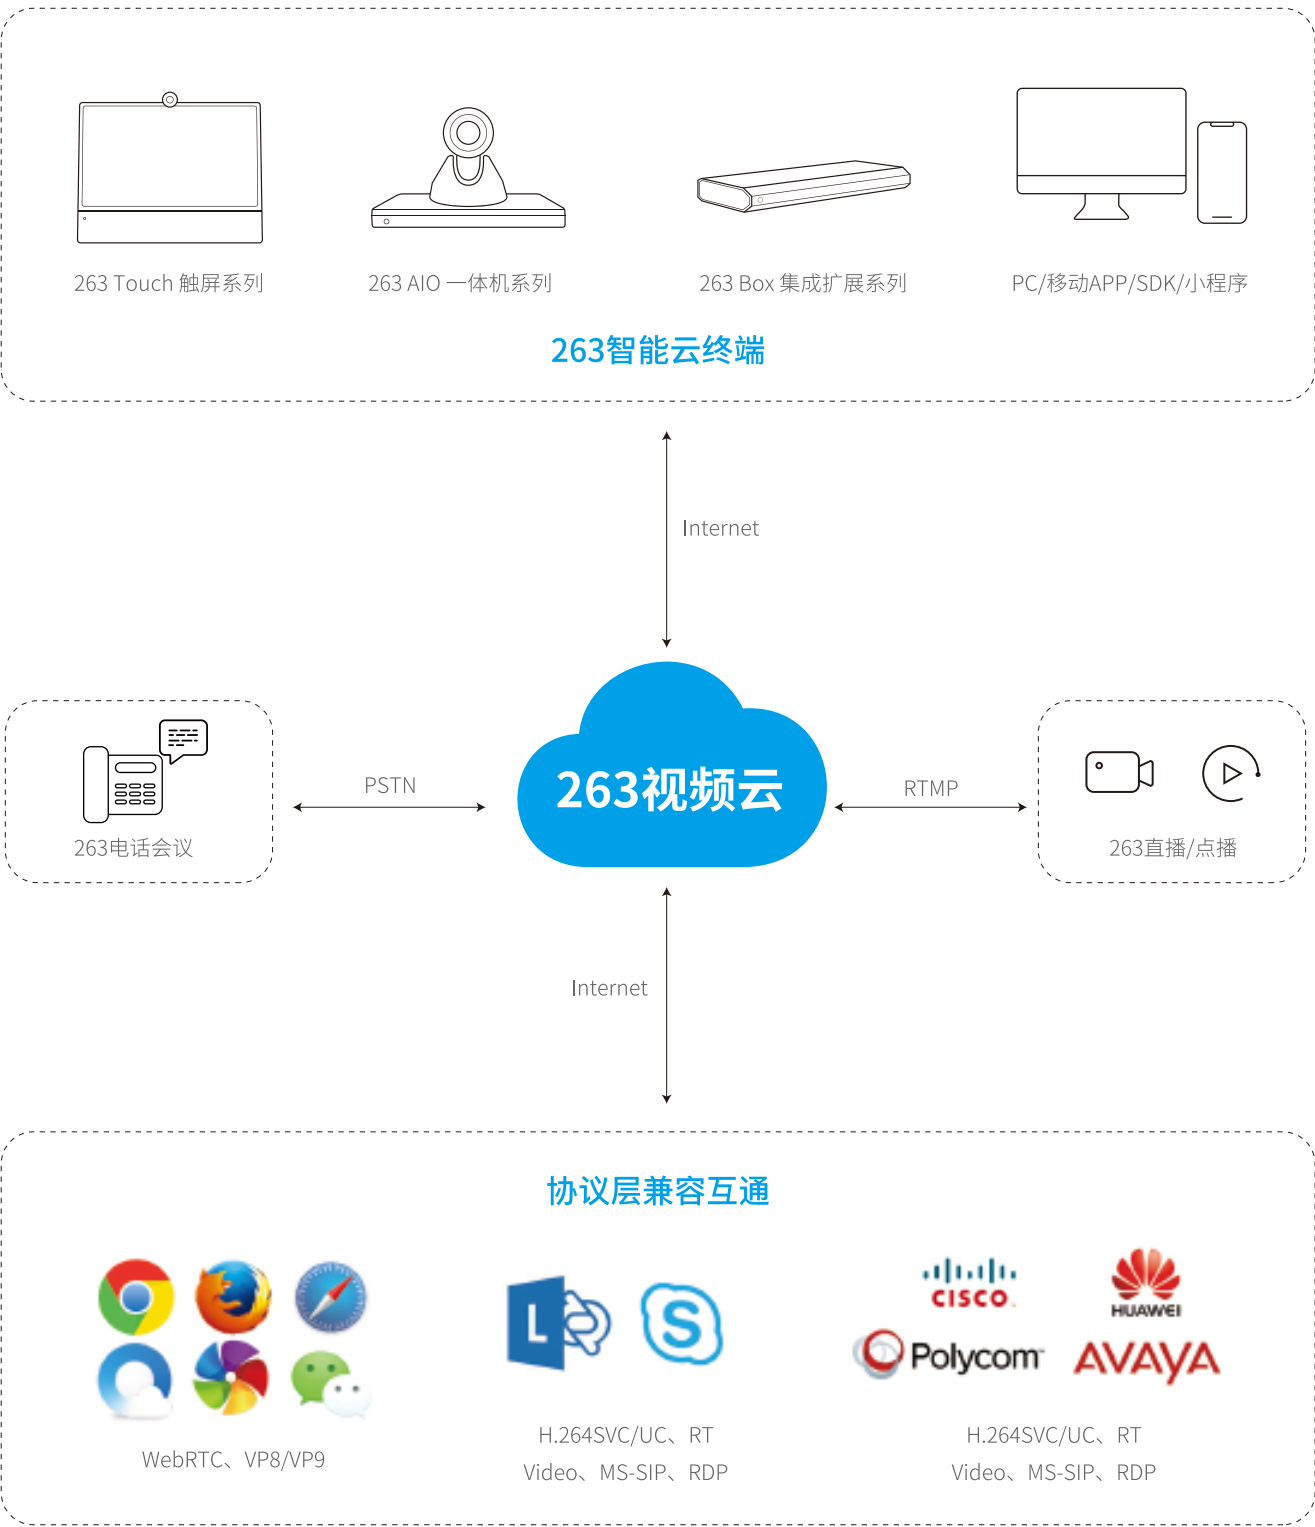 263 Touch 触屏系列
263 AIO 一体机系列
263 Box 集成扩展系列
PC/移动APP/SDK/小程序
263智能云终端
Internet
PSTN
263视频云
RTMP
263电话会议
263直播/点播
Internet
协议层兼容互通
CISCO
HUAWEI
Polycom
AVAYA
L
S
WebRTC、VP8/VP9
H.264SVC/UC、RT
Video、MS-SIP、RDP
H.264SVC/UC、RT
Video、MS-SIP、RDP